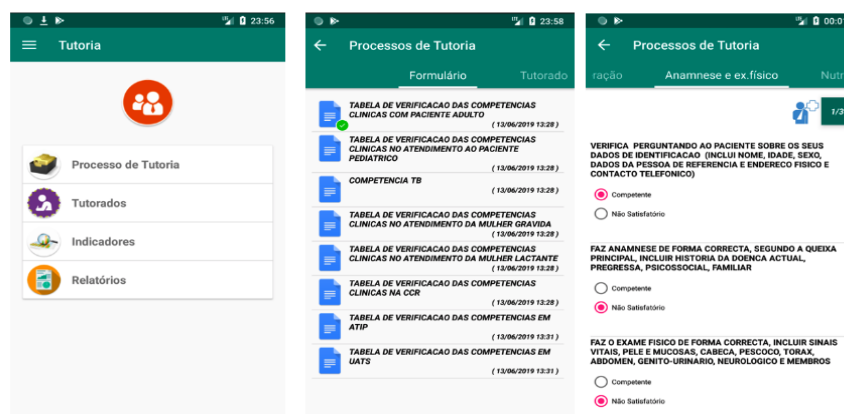 23:56
Tutoria
Processo de Tutoria
Tutorados
Indicadores
Relatórios
23:58
Processos de Tutoria
Formulário
Tutorado
TABELA DE VERIFICACAO DAS COMPETENCIAS
CLINICAS COM PACIENTE ADULTO
( 13/06/2019 13:28 )
TABELA DE VERIFICACAO DAS COMPETENCIAS
CLINICAS NO ATENDIMENTO AO PACIENTE
PEDIATRICO
( 13/06/2019 13:28 )
COMPETENCIA TB
( 13/06/2019 13:28 )
TABELA DE VERIFICACAO DAS COMPETENCIAS
CLINICAS NO ATENDIMENTO DA MULHER GRAVIDA
( 13/06/2019 13:28 )
TABELA DE VERIFICACAO DAS COMPETENCIAS
CLINICAS NO ATENDIMENTO DA MULHER LACTANTE
( 13/06/2019 13:28 )
TABELA DE VERIFICACAO DAS COMPETENCIAS
CLINICAS NA CCR
( 13/06/2019 13:28 )
TABELA DE VERIFICACAO DAS COMPETENCIAS EM
ATIP
( 13/06/2019 13:31 )
TABELA DE VERIFICACAO DAS COMPETENCIAS EM
UATS
( 13/06/2019 13:31 )
00:0
Processos de Tutoria
ração
Anamnese e ex.físico
Nutr
1/3
VERIFICA PERGUNTANDO AO PACIENTE SOBRE OS SEUS
DADOS DE IDENTIFICACAO (INCLUI NOME, IDADE, SEXO,
DADOS DA PESSOA DE REFERENCIA E ENDERECO FISICO E
CONTACTO TELEFONICO)
Competente
Não Satisfatório
FAZ ANAMNESE DE FORMA CORRECTA, SEGUNDO A QUEIXA
PRINCIPAL, INCLUIR HISTORIA DA DOENCA ACTUAL,
PREGRESSA, PSICOSSOCIAL, FAMILIAR
Competente
Não Satisfatório
FAZ O EXAME FISICO DE FORMA CORRECTA, INCLUIR SINAIS
VITAIS, PELE E MUCOSAS, CABECA, PESCOCO, TORAX,
ABDOMEN, GENITO-URINARIO, NEUROLOGICO E MEMBROS
Competente
Não Satisfatório